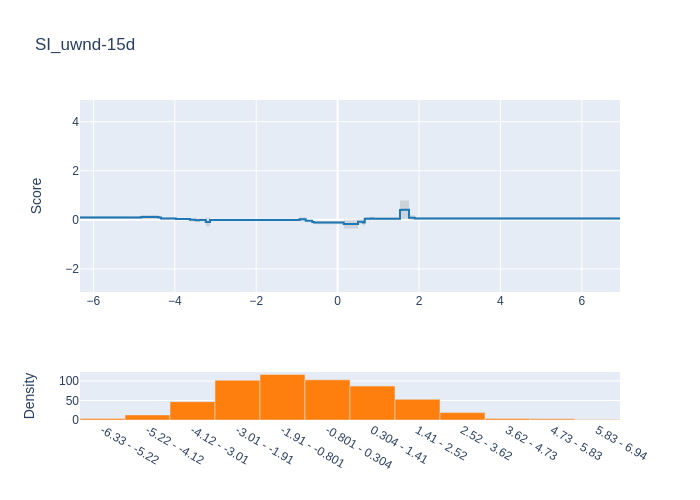 SI_uwnd-15d
Score
4
2
0
−2
−6
−4
−2
0
2
4
6
Density
100
50
0
-6.33 - -5.22
-5.22 - -4.12
-4.12 - -3.01
-3.01 - -1.91
-1.91 - -0.801
-0.801 - 0.304
0.304 - 1.41
1.41 - 2.52
2.52 - 3.62
3.62 - 4.73
4.73 - 5.83
5.83 - 6.94